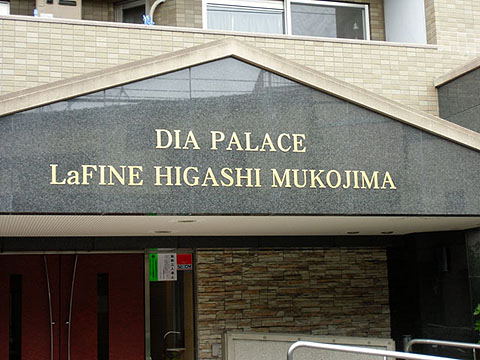 DIA PALACE
LaFINE HIGASHI MUKOJIMA